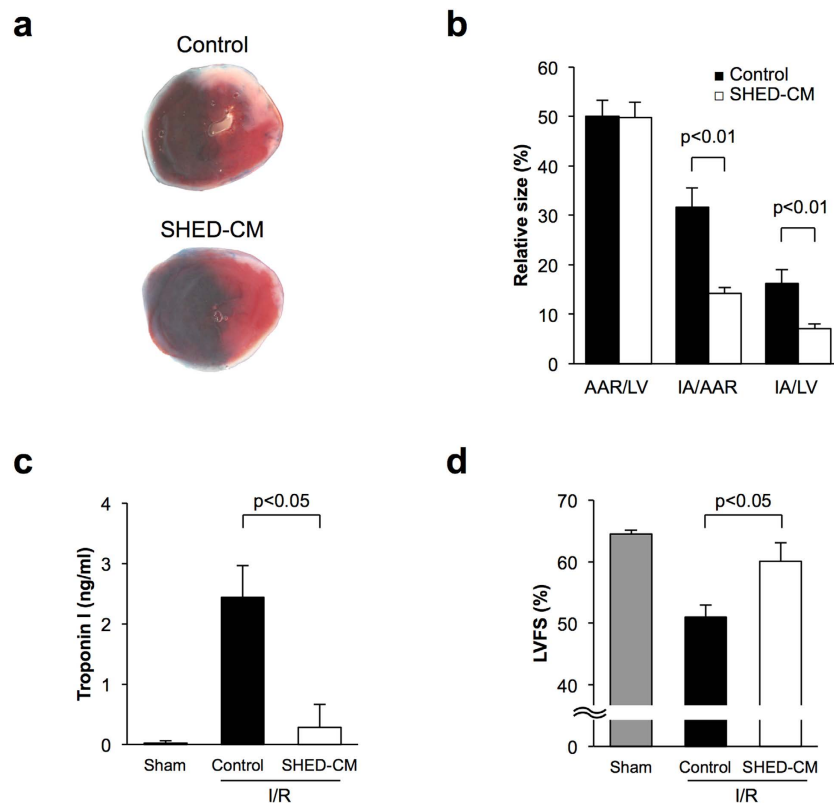 a
Control
SHED-CM
b
60
50
40
30
20
10
0
Relative size (%)
Control
SHED-CM
p<0.01
p<0.01
AAR/LV IA/AAR IA/LV
c
4
3
2
1
0
Troponin I (ng/ml)
p<0.05
Sham Control SHED-CM
I/R
d
70
60
50
40
0
LVFS (%)
p<0.05
Sham Control SHED-CM
I/R